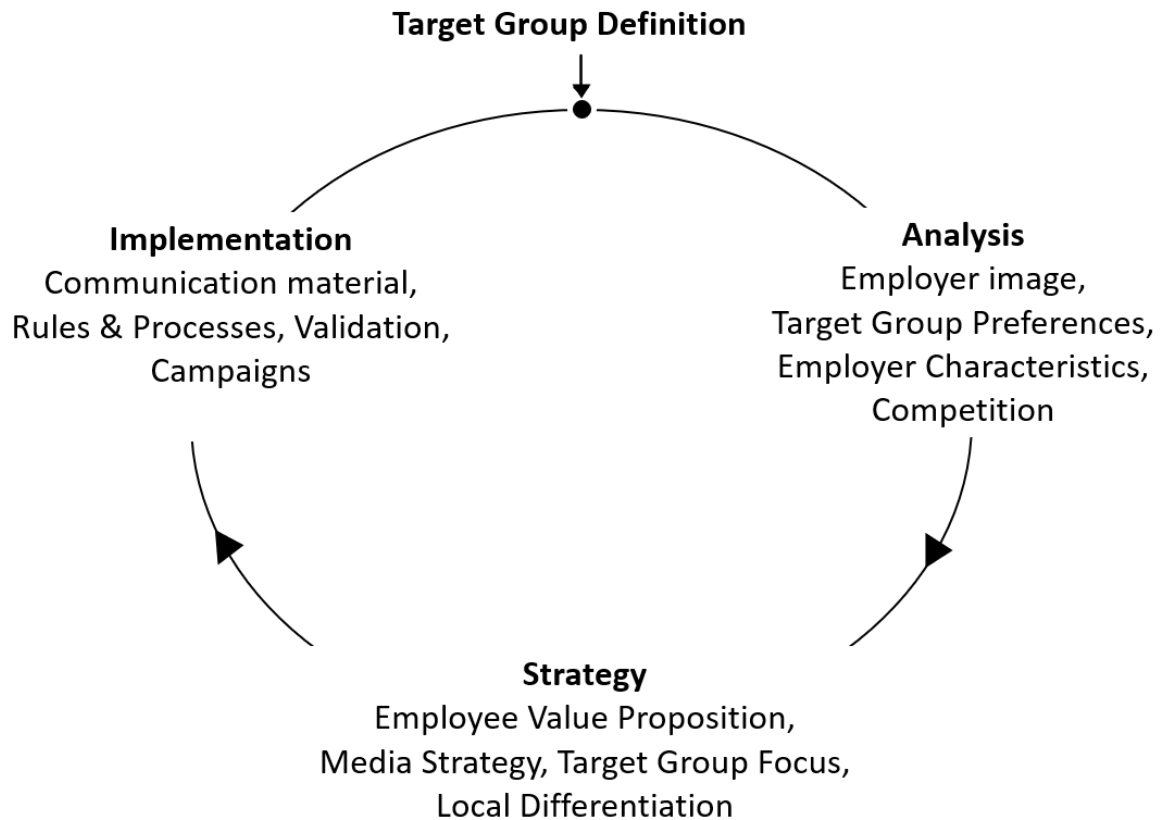 Target Group Definition
Implementation
Communication material,
Rules & Processes, Validation,
Campaigns
Analysis
Employer image,
Target Group Preferences,
Employer Characteristics,
Competition
Strategy
Employee Value Proposition,
Media Strategy, Target Group Focus,
Local Differentiation